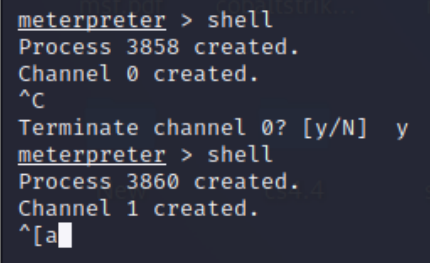 meterpreter > shell
Process 3858 created.
Channel 0 created.
^C
Terminate channel 0? [y/N]  y
meterpreter > shell
Process 3860 created.
Channel 1 created.
^[a